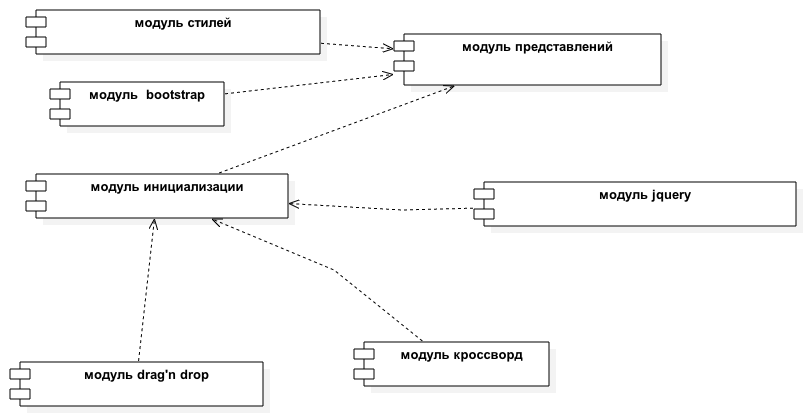 модуль стилей
модуль представлений
модуль bootstrap
модуль инициализации
модуль jquery
модуль кроссворд
модуль drag'n drop